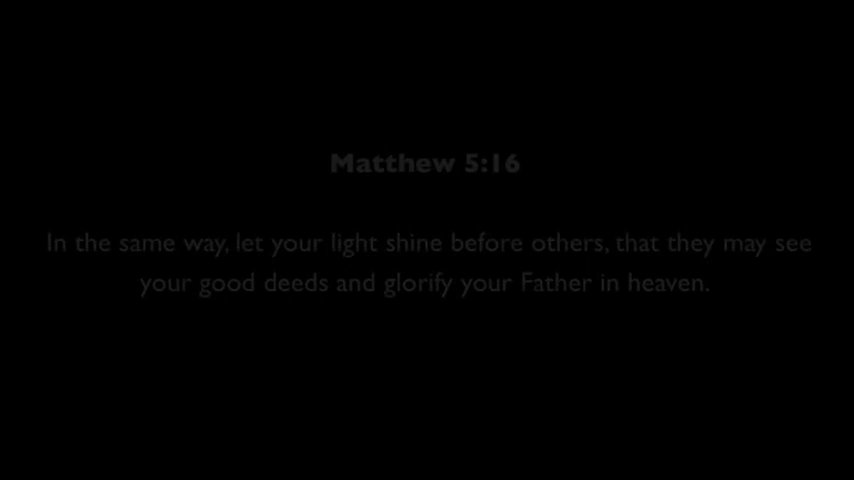 Matthew 5:16
In the same way, let your light shine before others, that they may see
your good deeds and glorify your Father in heaven.